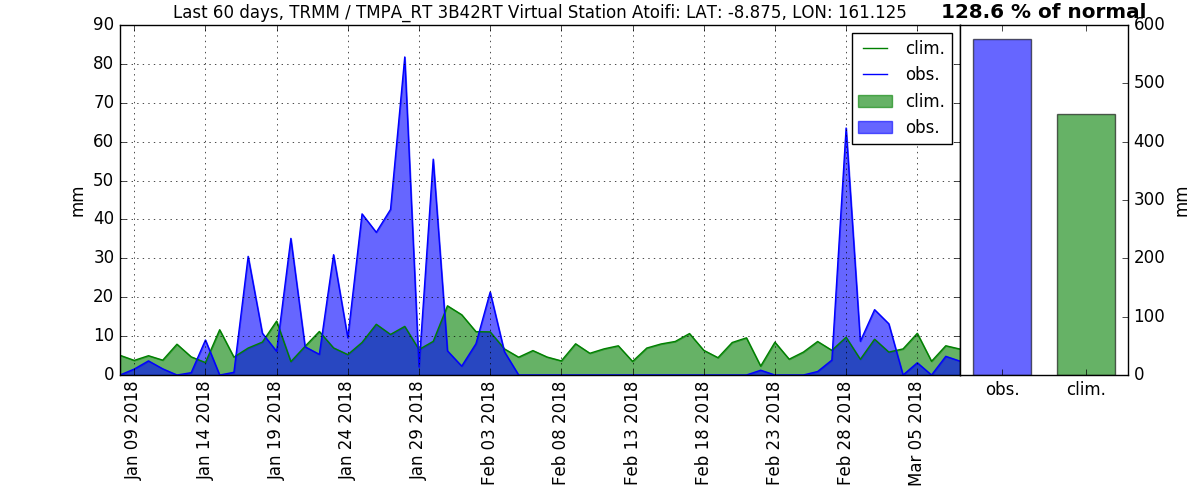 Last 60 days, TRMM / TMPA_RT 3B42RT Virtual Station Atoifi: LAT: -8.875, LON: 161.125
128.6 % of normal
90
80
70
60
50
40
30
20
10
0
mm
clim.
obs.
clim.
obs.
600
500
400
300
200
100
0
mm
Jan 09 2018
Jan 14 2018
Jan 19 2018
Jan 24 2018
Jan 29 2018
Feb 03 2018
Feb 08 2018
Feb 13 2018
Feb 18 2018
Feb 23 2018
Feb 28 2018
Mar 05 2018
obs.
clim.